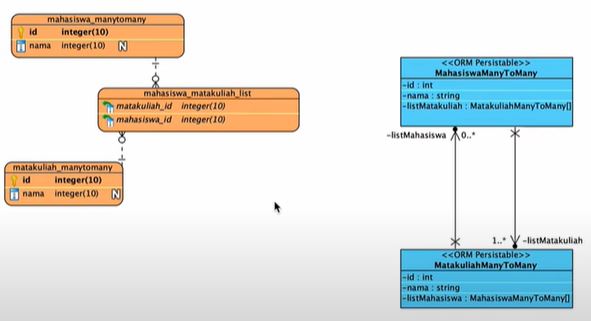 mahasiswa_manytomany
id integer(10)
nama integer(10) N
mahasiswa_matakuliah_list
matakuliah_id integer(10)
mahasiswa_id integer(10)
matakuliah_manytomany
id integer(10)
nama integer(10) N
<<ORM Persistable>>
MahasiswaManyToMany
-id : int
-nama : string
-listMatakuliah : MatakuliahManyToMany[]
-listMahasiswa 0..*
1..* -listMatakuliah
<<ORM Persistable>>
MatakuliahManyToMany
-id : int
-nama : string
-listMahasiswa : MahasiswaManyToMany[]